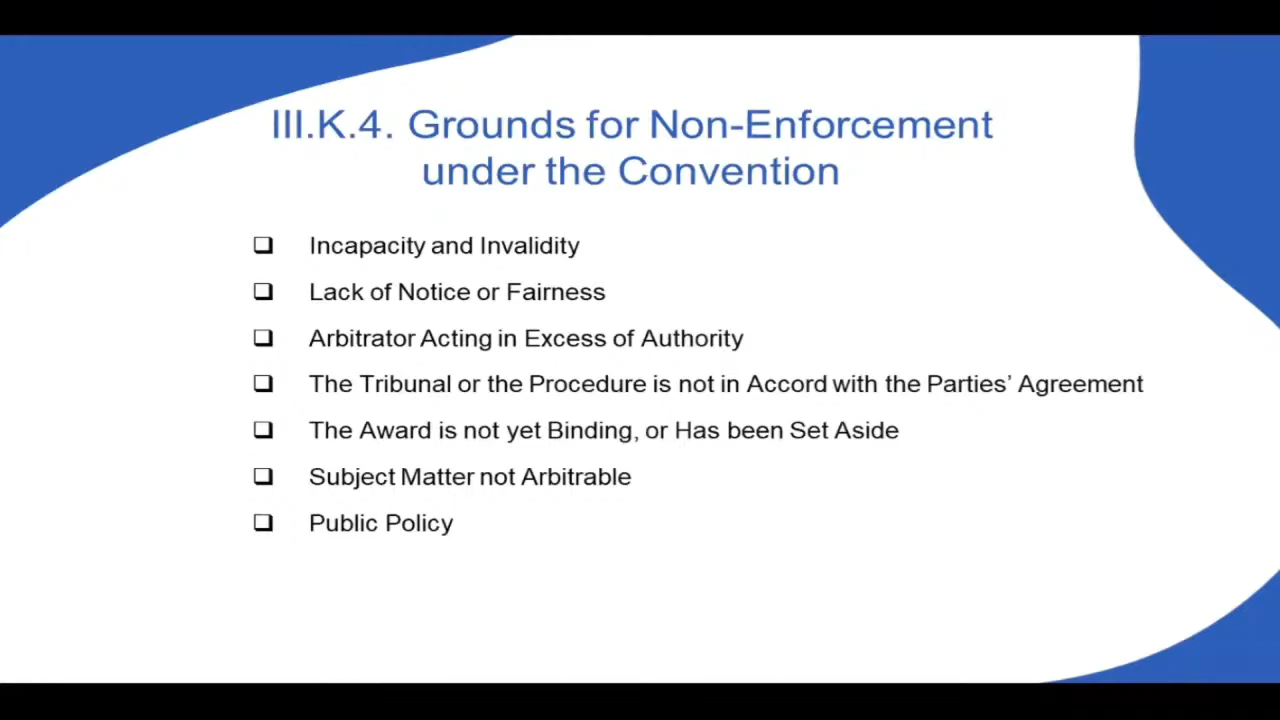 III.K.4. Grounds for Non-Enforcement
under the Convention
❑ Incapacity and Invalidity
❑ Lack of Notice or Fairness
❑ Arbitrator Acting in Excess of Authority
❑ The Tribunal or the Procedure is not in Accord with the Parties’ Agreement
❑ The Award is not yet Binding, or Has been Set Aside
❑ Subject Matter not Arbitrable
❑ Public Policy